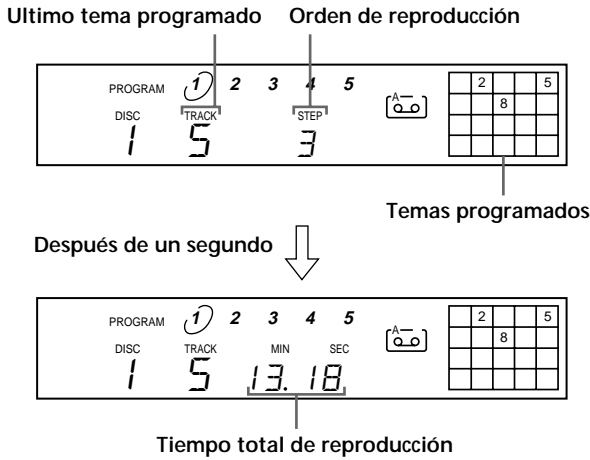 Ultimo tema programado Orden de reproducción
PROGRAM 1 2 3 4 5
DISC TRACK STEP
1 5 3
A
2 5
8
Temas programados
Después de un segundo
PROGRAM 1 2 3 4 5
DISC TRACK MIN SEC
1 5 13. 18
A
2 5
8
Tiempo total de reproducción